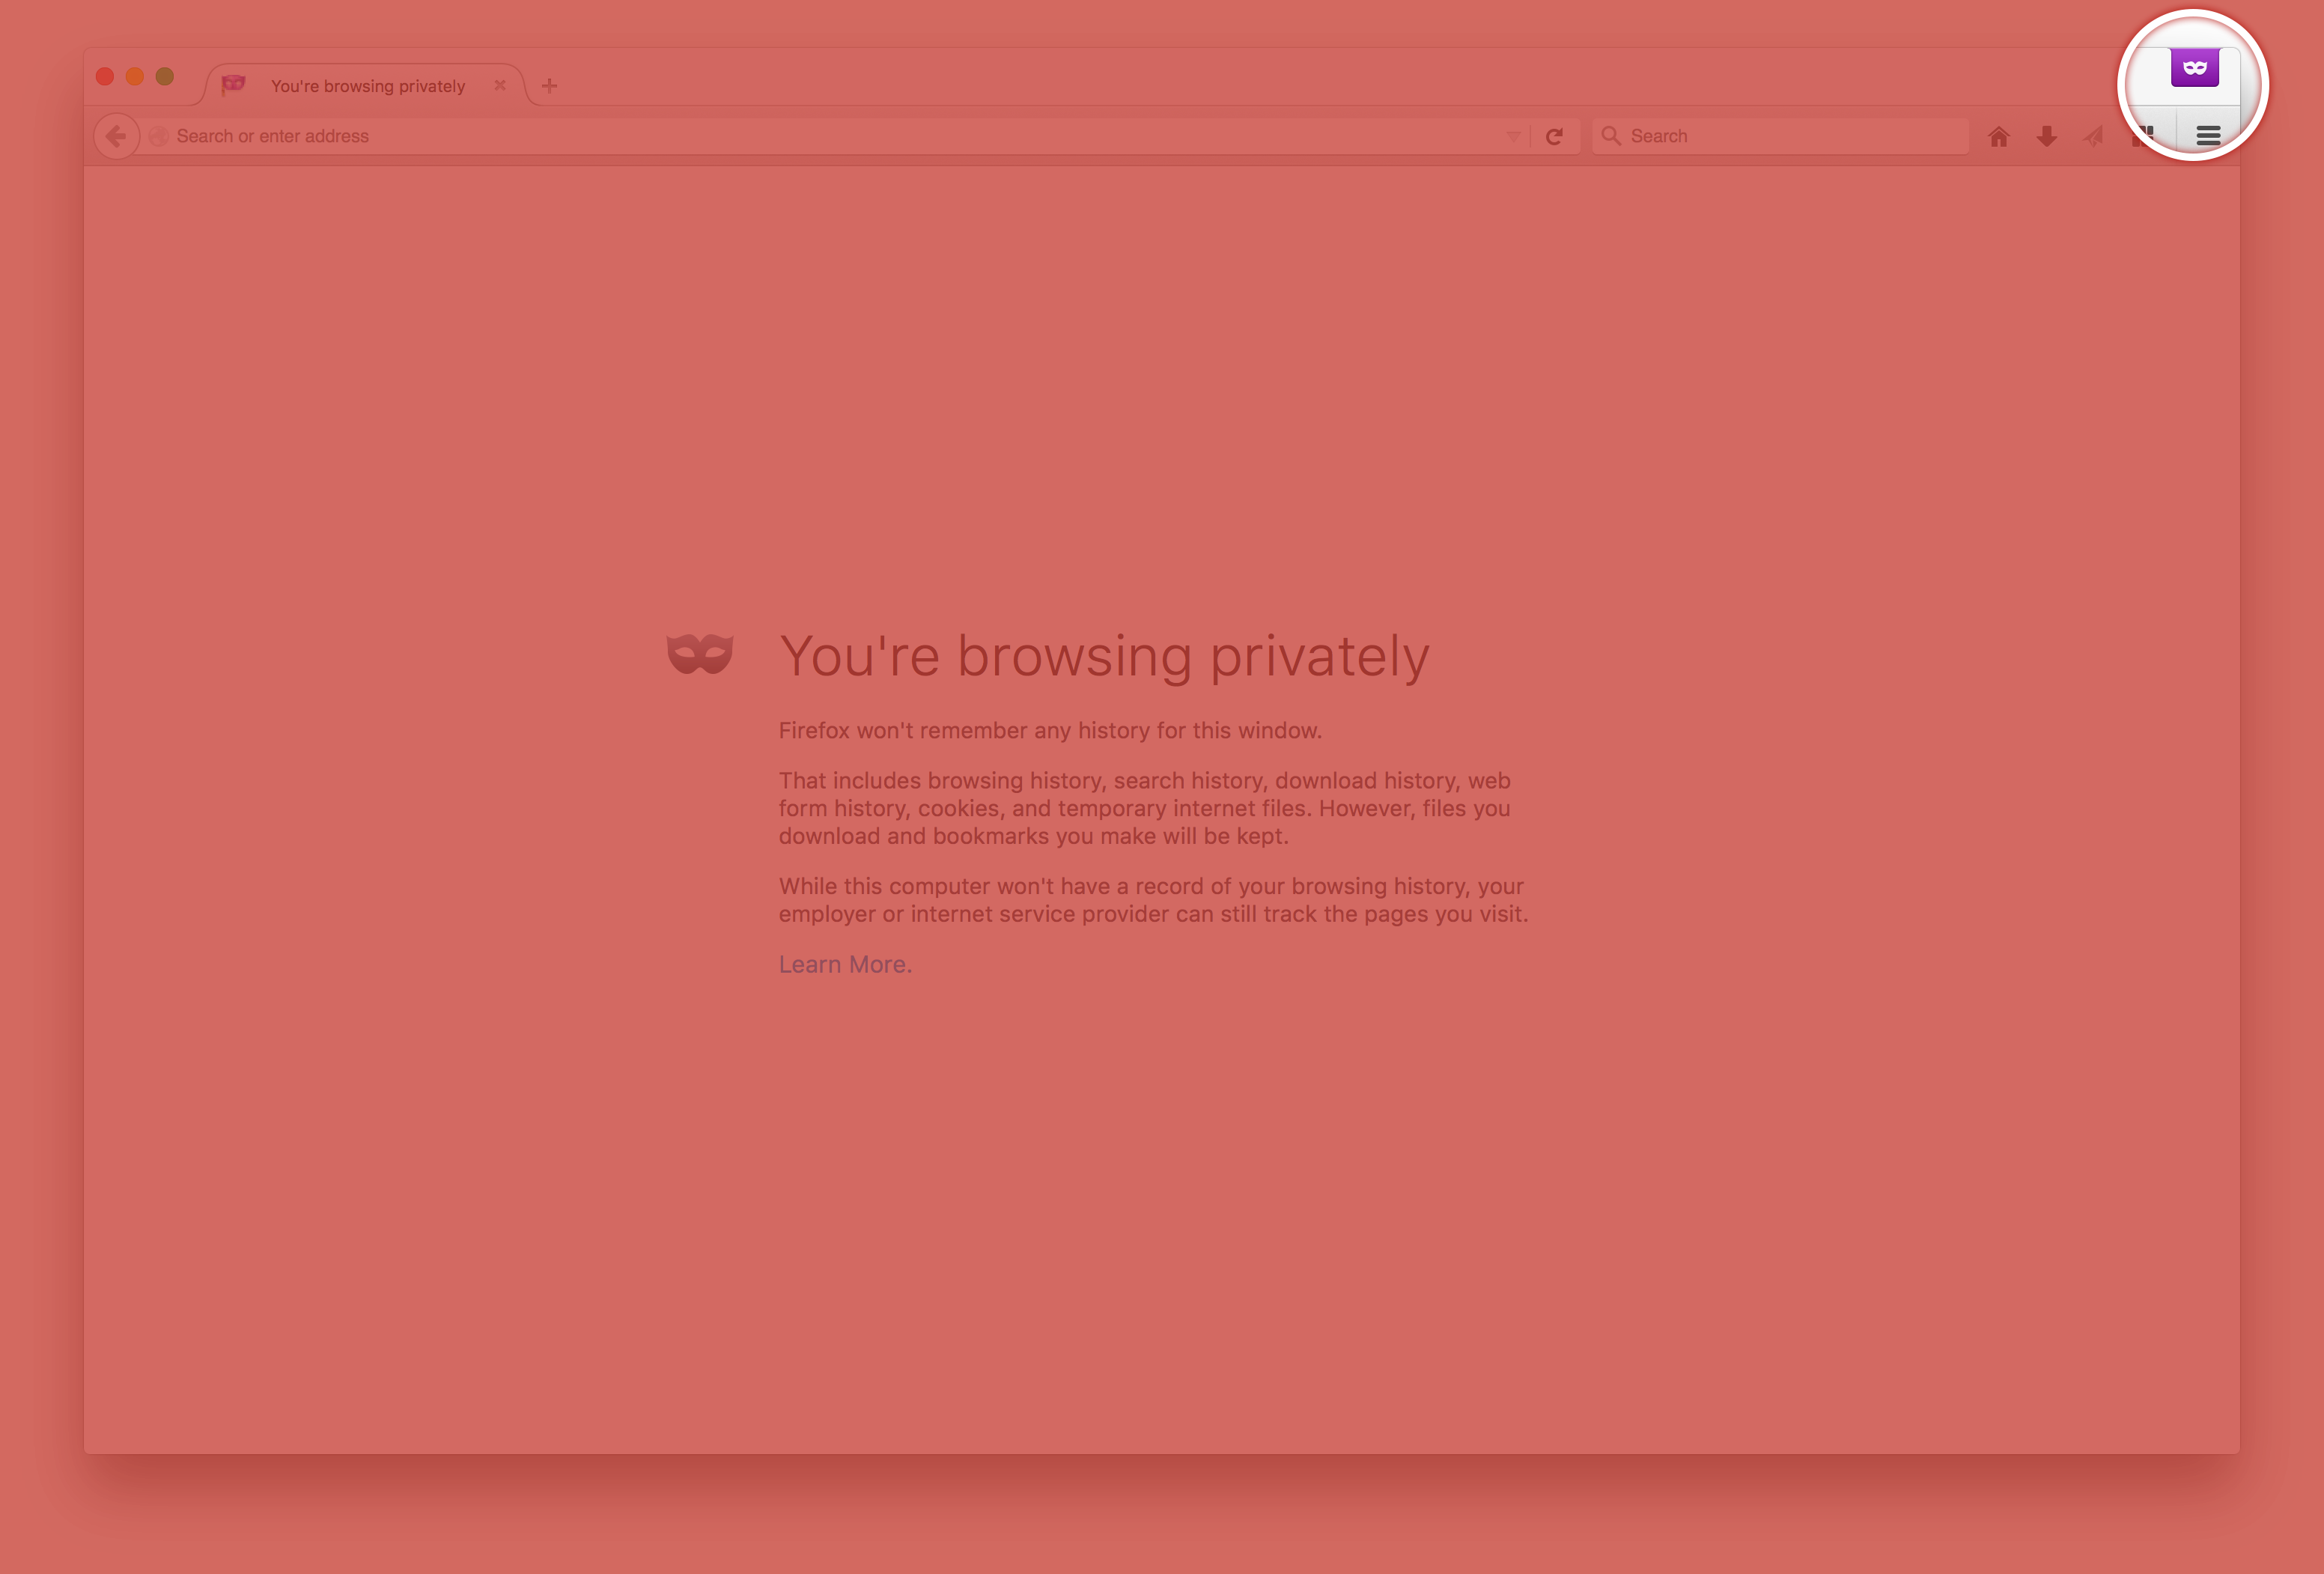 You're browsing privately
Search or enter address
Search
You're browsing privately
Firefox won't remember any history for this window.
That includes browsing history, search history, download history, web
form history, cookies, and temporary internet files. However, files you
download and bookmarks you make will be kept.
While this computer won't have a record of your browsing history, your
employer or internet service provider can still track the pages you visit.
Learn More.